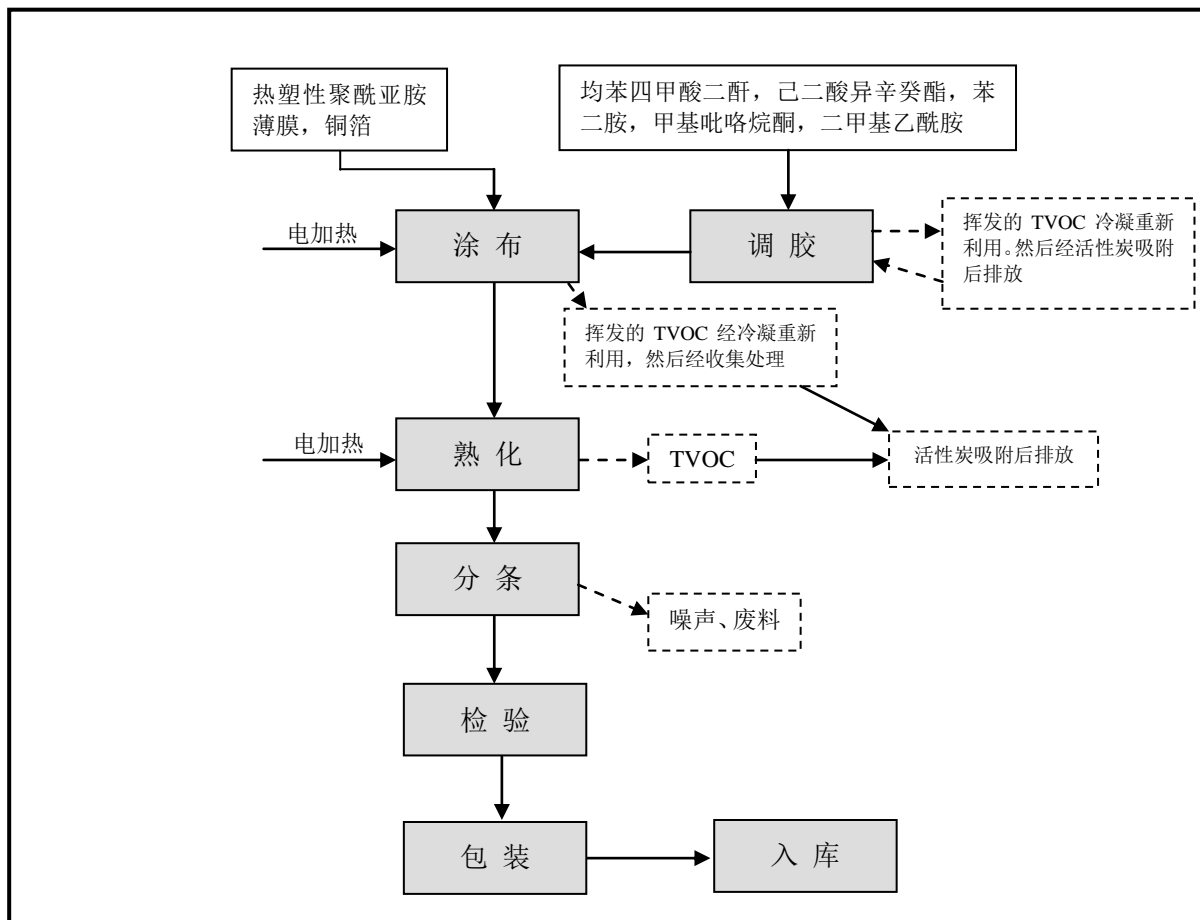 热塑性聚酰亚胺
薄膜，铜箔
均苯四甲酸二酐，己二酸异辛癸酯，苯
二胺，甲基吡咯烷酮，二甲基乙酰胺
电加热
涂 布
调 胶
挥发的 TVOC 冷凝重新
利用。然后经活性炭吸附
后排放
挥发的 TVOC 经冷凝重新
利用，然后经收集处理
电加热
熟 化
TVOC
活性炭吸附后排放
分 条
噪声、废料
检 验
包 装
入 库